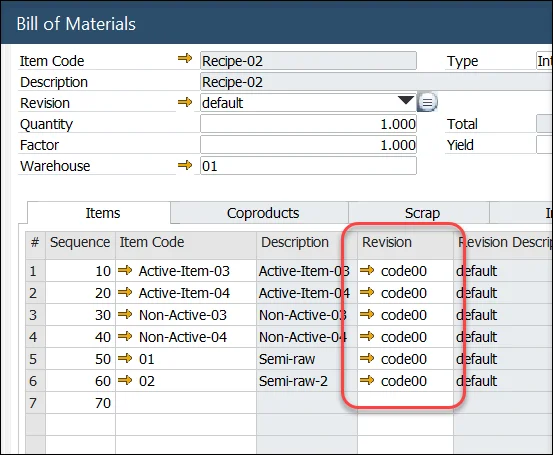 Bill of Materials
Item Code Recipe-02 Type Int
Description Recipe-02
Revision default
Quantity 1.000 Total
Factor 1.000 Yield
Warehouse 01
Items Coproducts Scrap
# Sequence Item Code Description Revision Revision Descrip
1 10 Active-Item-03 Active-Item-03 code00 default
2 20 Active-Item-04 Active-Item-04 code00 default
3 30 Non-Active-03 Non-Active-03 code00 default
4 40 Non-Active-04 Non-Active-04 code00 default
5 50 01 Semi-raw code00 default
6 60 02 Semi-raw-2 code00 default
7 70